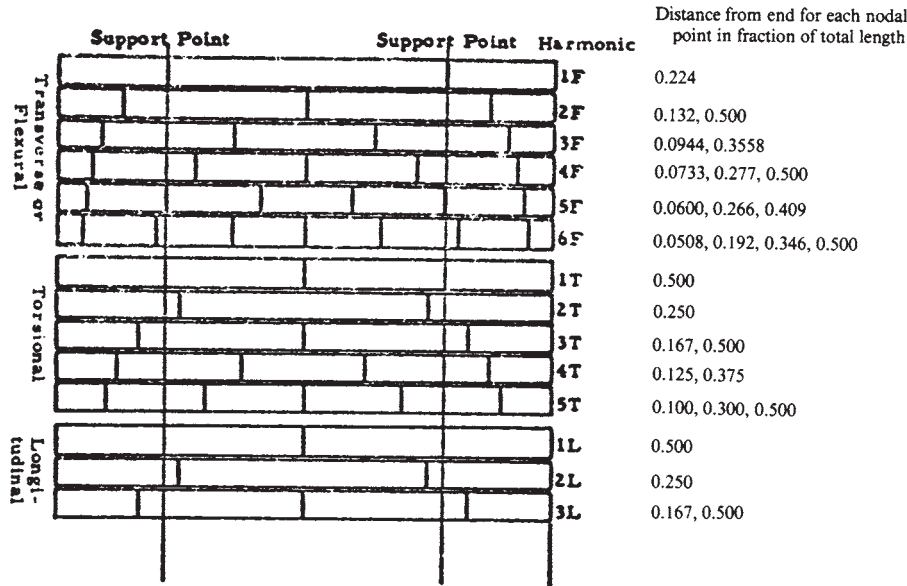 Distance from end for each nodal
point in fraction of total length
Support Point Support Point Harmonic
Transverse or
Flexural
1F 0.224
2F 0.132, 0.500
3F 0.0944, 0.3558
4F 0.0733, 0.277, 0.500
5F 0.0600, 0.266, 0.409
6F 0.0508, 0.192, 0.346, 0.500
Torsional
1T 0.500
2T 0.250
3T 0.167, 0.500
4T 0.125, 0.375
5T 0.100, 0.300, 0.500
Longi-
tudinal
1L 0.500
2L 0.250
3L 0.167, 0.500